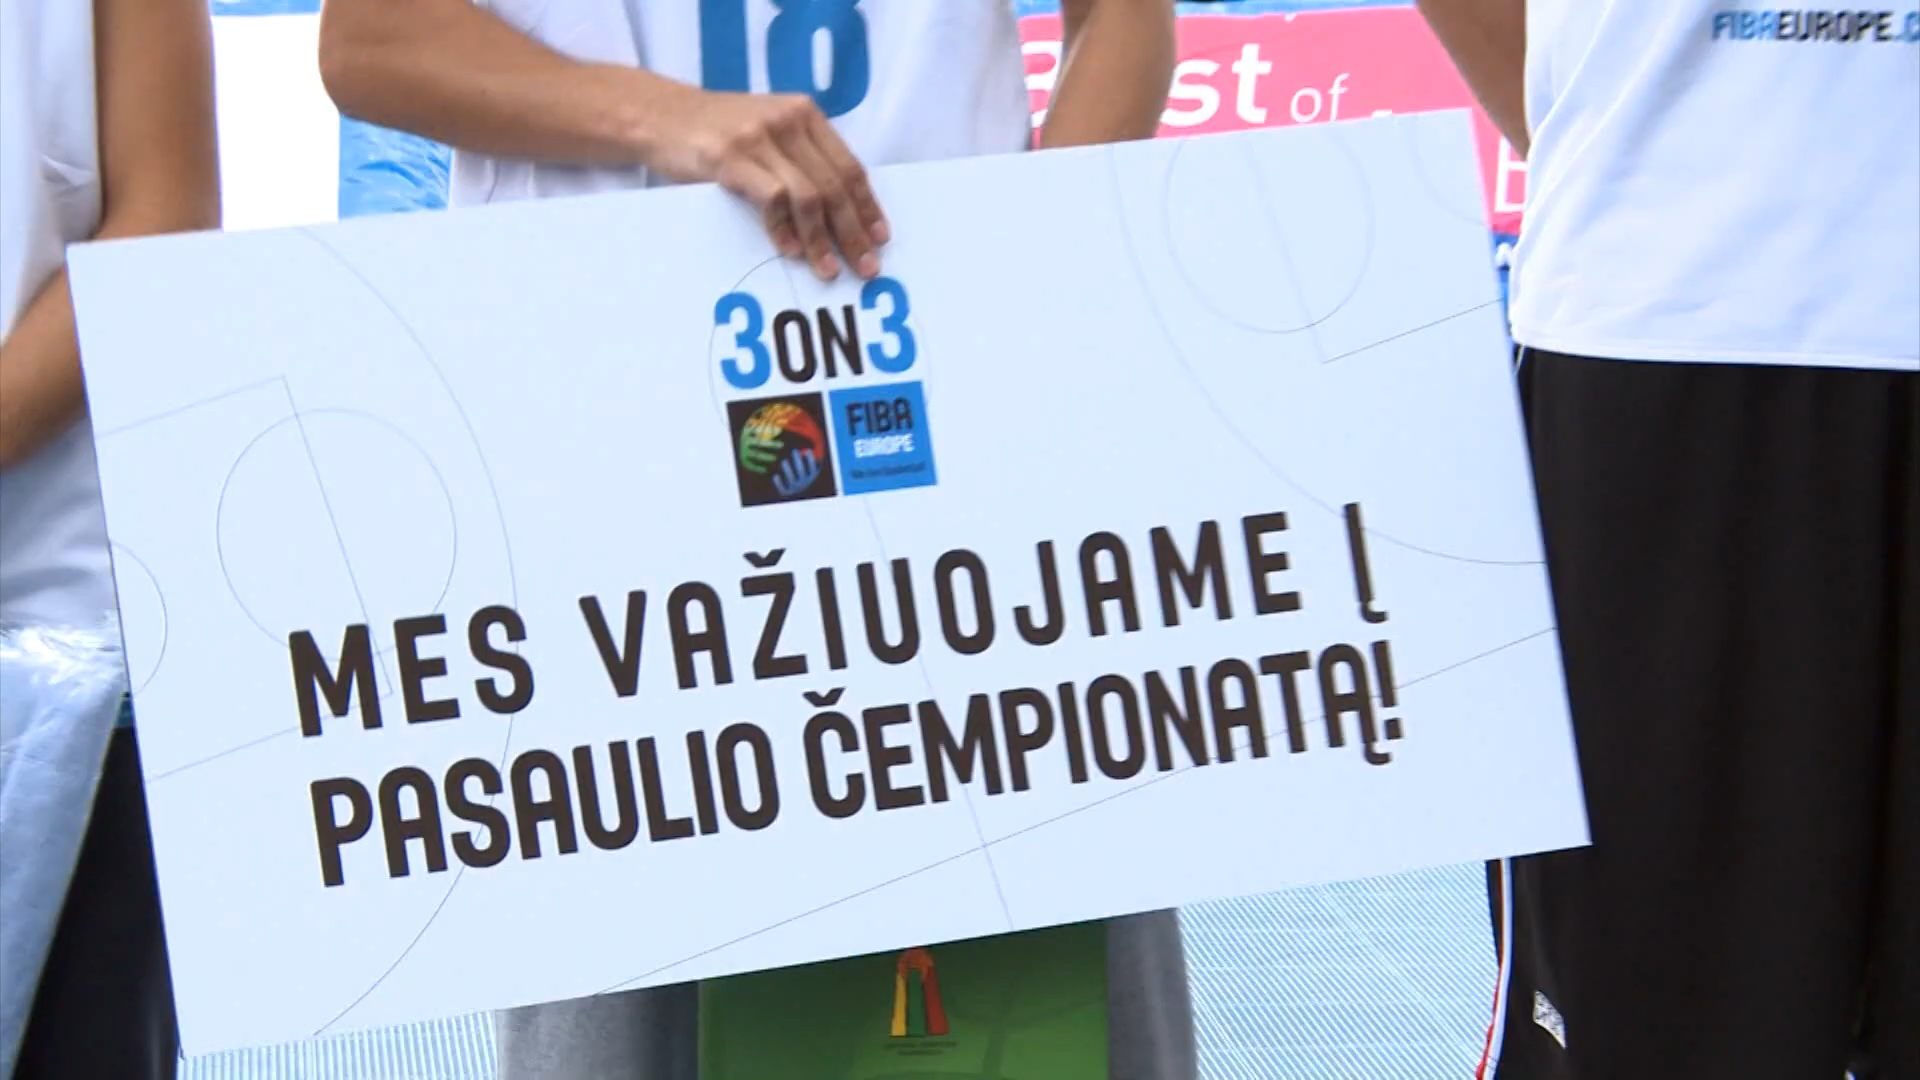 18
FIBAEUROPE.C
st of
3ON3
FIBA
EUROPE
MES VAŽIUOJAME Į
PASAULIO ČEMPIONATĄ!